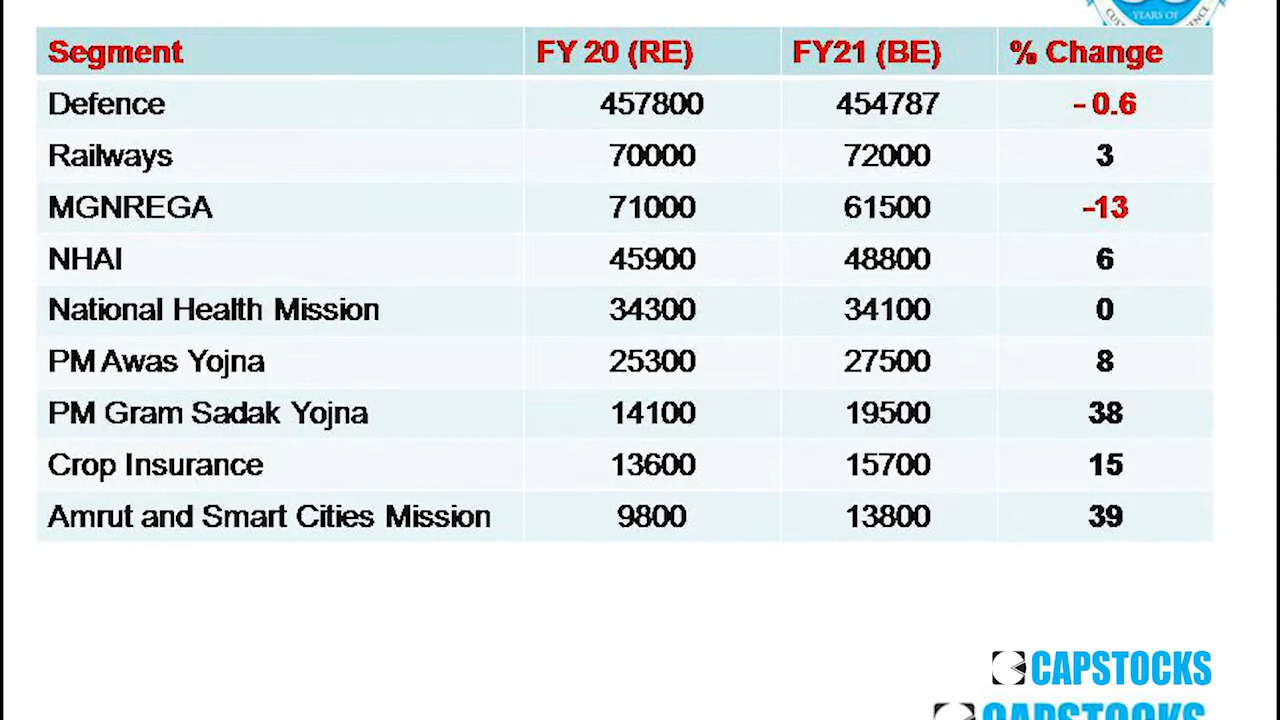 YEARS OF
Segment FY 20 (RE) FY21 (BE) % Change
Defence 457800 454787 - 0.6
Railways 70000 72000 3
MGNREGA 71000 61500 -13
NHAI 45900 48800 6
National Health Mission 34300 34100 0
PM Awas Yojna 25300 27500 8
PM Gram Sadak Yojna 14100 19500 38
Crop Insurance 13600 15700 15
Amrut and Smart Cities Mission 9800 13800 39
CAPSTOCKS
CAPSTOCKS